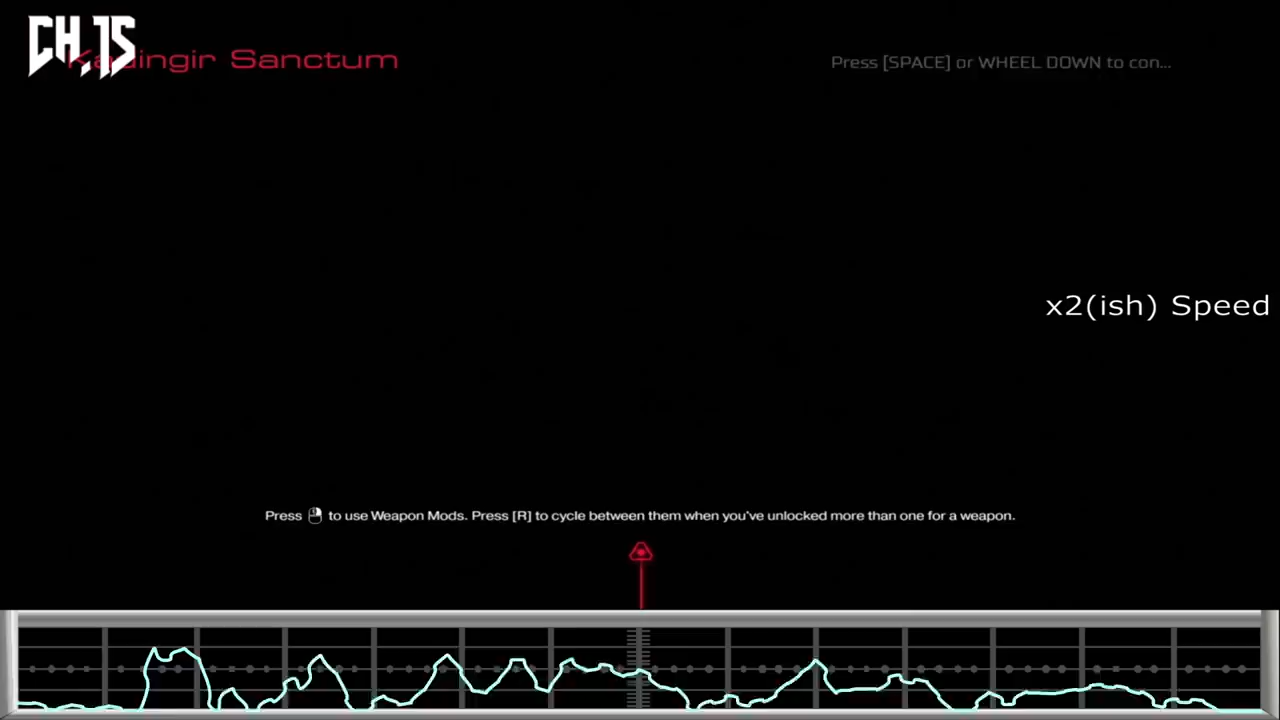 CH.15
Kadingir Sanctum
Press [SPACE] or WHEEL DOWN to con...
x2(ish) Speed
Press to use Weapon Mods. Press [R] to cycle between them when you've unlocked more than one for a weapon.